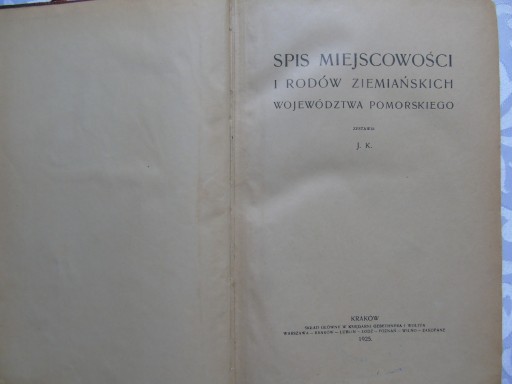 SPIS MIEJSCOWOŚCI
I RODÓW ZIEMIAŃSKICH
WOJEWÓDZTWA POMORSKIEGO
ZESTAWIŁ
J. K.
KRAKÓW
SKŁAD GŁÓWNY W KSIĘGARNI GEBETHNERA I WOLFFA
WARSZAWA — KRAKÓW — LUBLIN — ŁÓDŹ — POZNAŃ — WILNO — ZAKOPANE
1925.